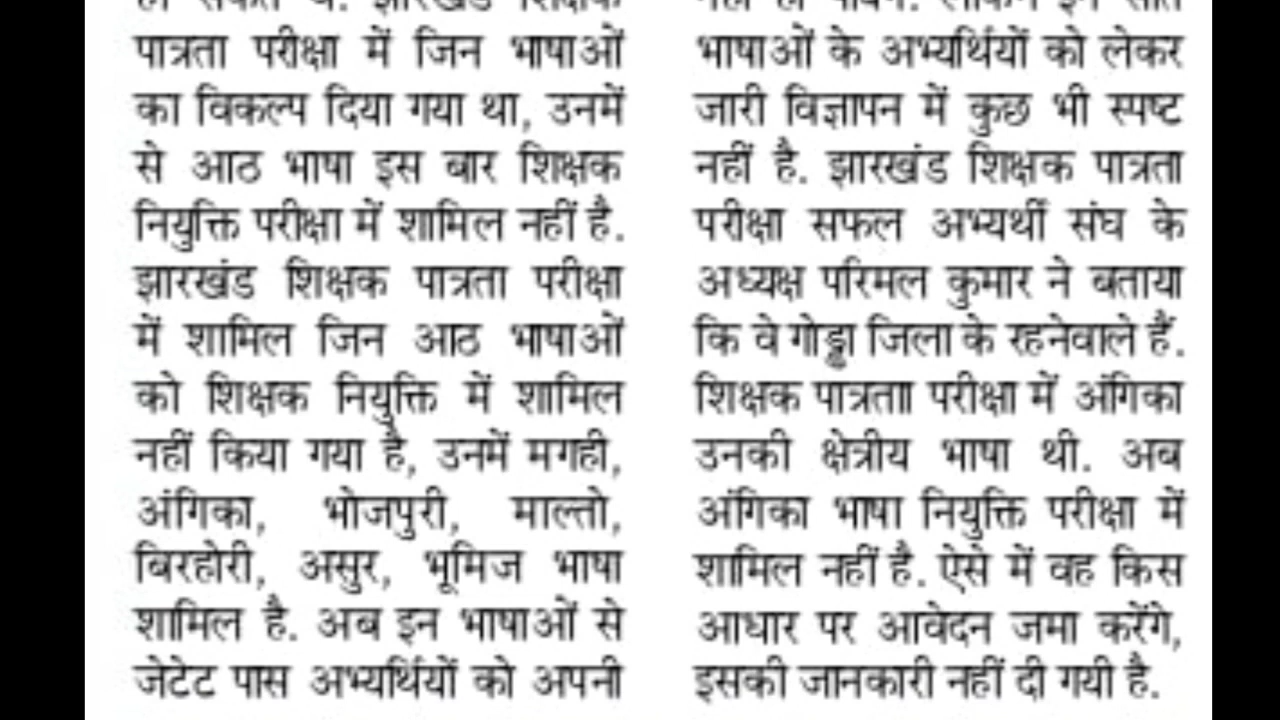 पात्रता परीक्षा में जिन भाषाओं
का विकल्प दिया गया था, उनमें
से आठ भाषा इस बार शिक्षक
नियुक्ति परीक्षा में शामिल नहीं है.
झारखंड शिक्षक पात्रता परीक्षा
में शामिल जिन आठ भाषाओं
को शिक्षक नियुक्ति में शामिल
नहीं किया गया है, उनमें मगही,
अंगिका, भोजपुरी, माल्तो,
बिरहोरी, असुर, भूमिज भाषा
शामिल है. अब इन भाषाओं से
जेटेट पास अभ्यर्थियों को अपनी
भाषाओं के अभ्यर्थियों को लेकर
जारी विज्ञापन में कुछ भी स्पष्ट
नहीं है. झारखंड शिक्षक पात्रता
परीक्षा सफल अभ्यर्थी संघ के
अध्यक्ष परिमल कुमार ने बताया
कि वे गोड्डा जिला के रहनेवाले हैं.
शिक्षक पात्रताा परीक्षा में अंगिका
उनकी क्षेत्रीय भाषा थी. अब
अंगिका भाषा नियुक्ति परीक्षा में
शामिल नहीं है. ऐसे में वह किस
आधार पर आवेदन जमा करेंगे,
इसकी जानकारी नहीं दी गयी है.